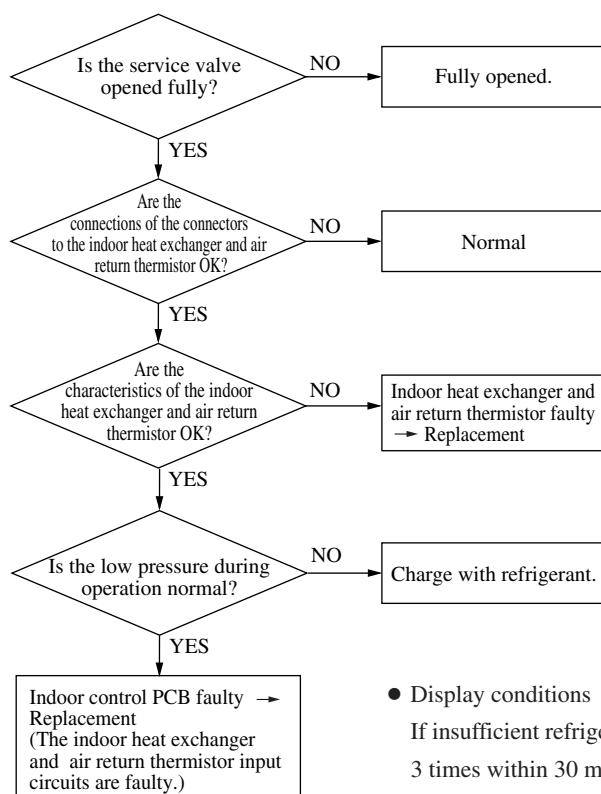 Is the service valve
opened fully?
NO
Fully opened.
YES
Are the
connections of the connectors
to the indoor heat exchanger and air
return thermistor OK?
NO
Normal
YES
Are the
characteristics of the indoor
heat exchanger and air return
thermistor OK?
NO
Indoor heat exchanger and
air return thermistor faulty
→ Replacement
YES
Is the low pressure during
operation normal?
NO
Charge with refrigerant.
YES
Indoor control PCB faulty →
Replacement
(The indoor heat exchanger
and air return thermistor input
circuits are faulty.)
● Display conditions
If insufficient
3 times within 30